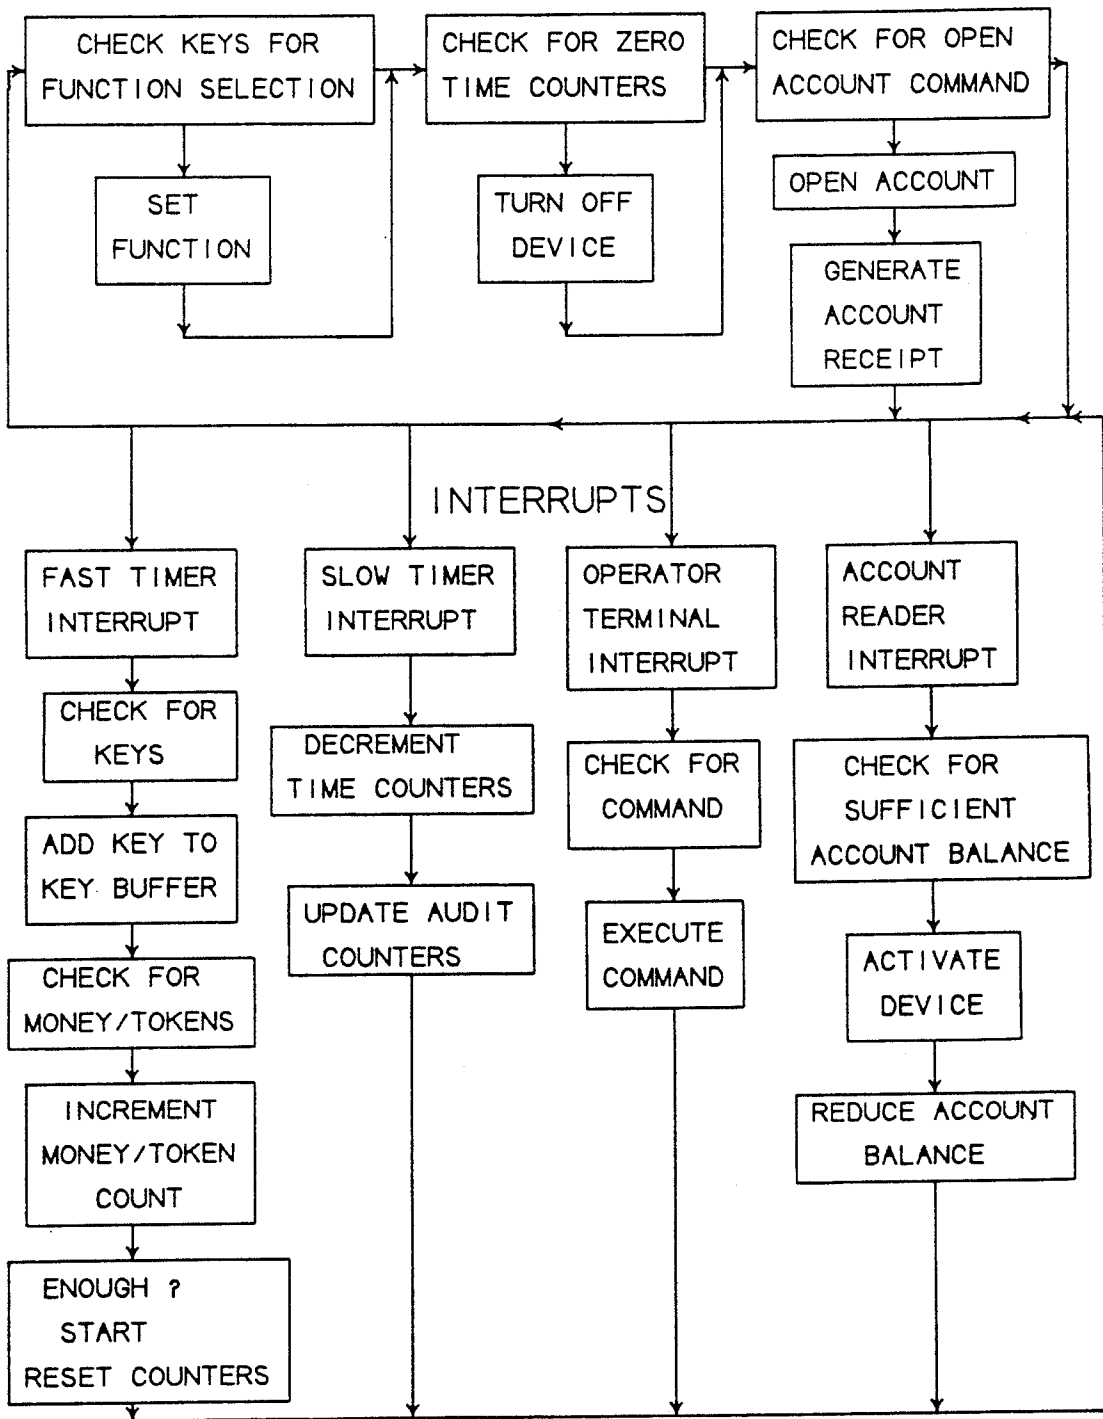 CHECK KEYS FOR
FUNCTION SELECTION
CHECK FOR ZERO
TIME COUNTERS
CHECK FOR OPEN
ACCOUNT COMMAND
SET
FUNCTION
TURN OFF
DEVICE
OPEN ACCOUNT
GENERATE
ACCOUNT
RECEIPT
INTERRUPTS
FAST TIMER
INTERRUPT
CHECK FOR
KEYS
ADD KEY TO
KEY BUFFER
CHECK FOR
MONEY/TOKENS
INCREMENT
MONEY/TOKEN
COUNT
ENOUGH ?
START
RESET COUNTERS
SLOW TIMER
INTERRUPT
DECREMENT
TIME COUNTERS
UPDATE AUDIT
COUNTERS
OPERATOR
TERMINAL
INTERRUPT
CHECK FOR
COMMAND
EXECUTE
COMMAND
ACCOUNT
READER
INTERRUPT
CHECK FOR
SUFFICIENT
ACCOUNT BALANCE
ACTIVATE
DEVICE
REDUCE ACCOUNT
BALANCE